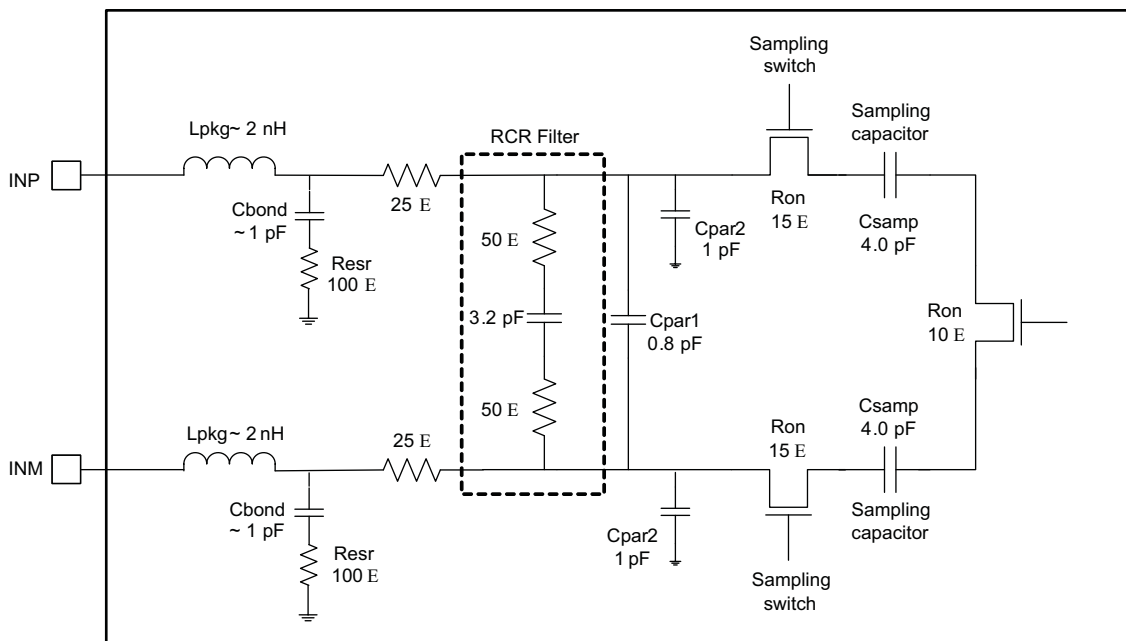 Sampling
switch
Sampling
capacitor
Lpkg~ 2 nH
RCR Filter
INP
25 E
Cbond
~ 1 pF
50 E
Cpar2
1 pF
Ron
15 E
Csamp
4.0 pF
Resr
100 E
3.2 pF
Cpar1
0.8 pF
Ron
10 E
50 E
Csamp
4.0 pF
Lpkg~ 2 nH
25 E
Ron
15 E
INM
Cbond
~ 1 pF
Cpar2
1 pF
Sampling
capacitor
Resr
100 E
Sampling
switch